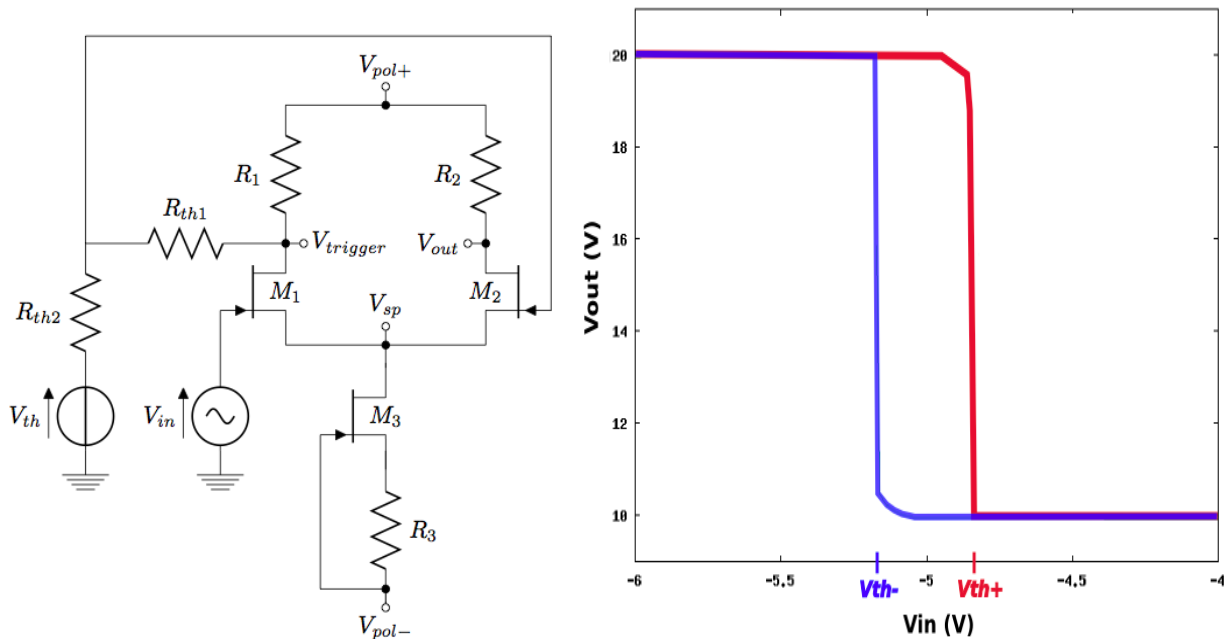 V_{pol+}
R_1
R_2
R_{th1}
V_{trigger}
V_{out}
M_1
M_2
V_{sp}
R_{th2}
V_{th}
V_{in}
M_3
R_3
V_{pol-}
20
18
16
14
12
10
Vout (V)
-6
-5.5
-5
-4.5
-4
Vth-
Vth+
Vin (V)